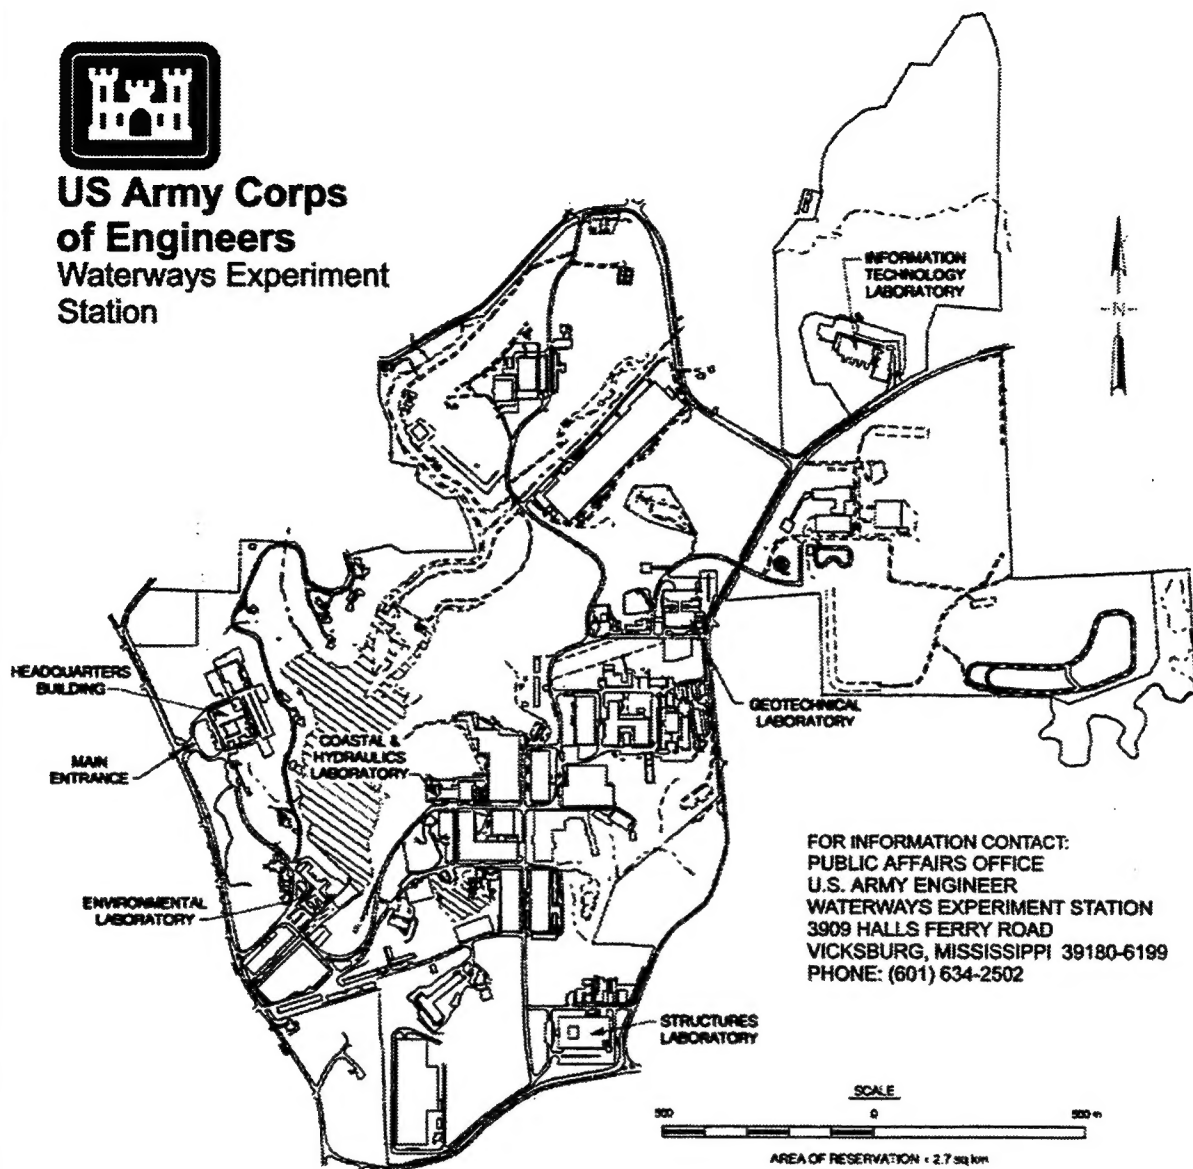 US Army Corps
of Engineers
Waterways Experiment
Station
INFORMATION
TECHNOLOGY
LABORATORY
N
HEADQUARTERS
BUILDING
MAIN
ENTRANCE
COASTAL &
HYDRAULICS
LABORATORY
GEOTECHNICAL
LABORATORY
ENVIRONMENTAL
LABORATORY
STRUCTURES
LABORATORY
FOR INFORMATION CONTACT:
PUBLIC AFFAIRS OFFICE
U.S. ARMY ENGINEER
WATERWAYS EXPERIMENT STATION
3909 HALLS FERRY ROAD
VICKSBURG, MISSISSIPPI 39180-6199
PHONE: (601) 634-2502
SCALE
500 0 500 m
AREA OF RESERVATION = 2.7 sq km